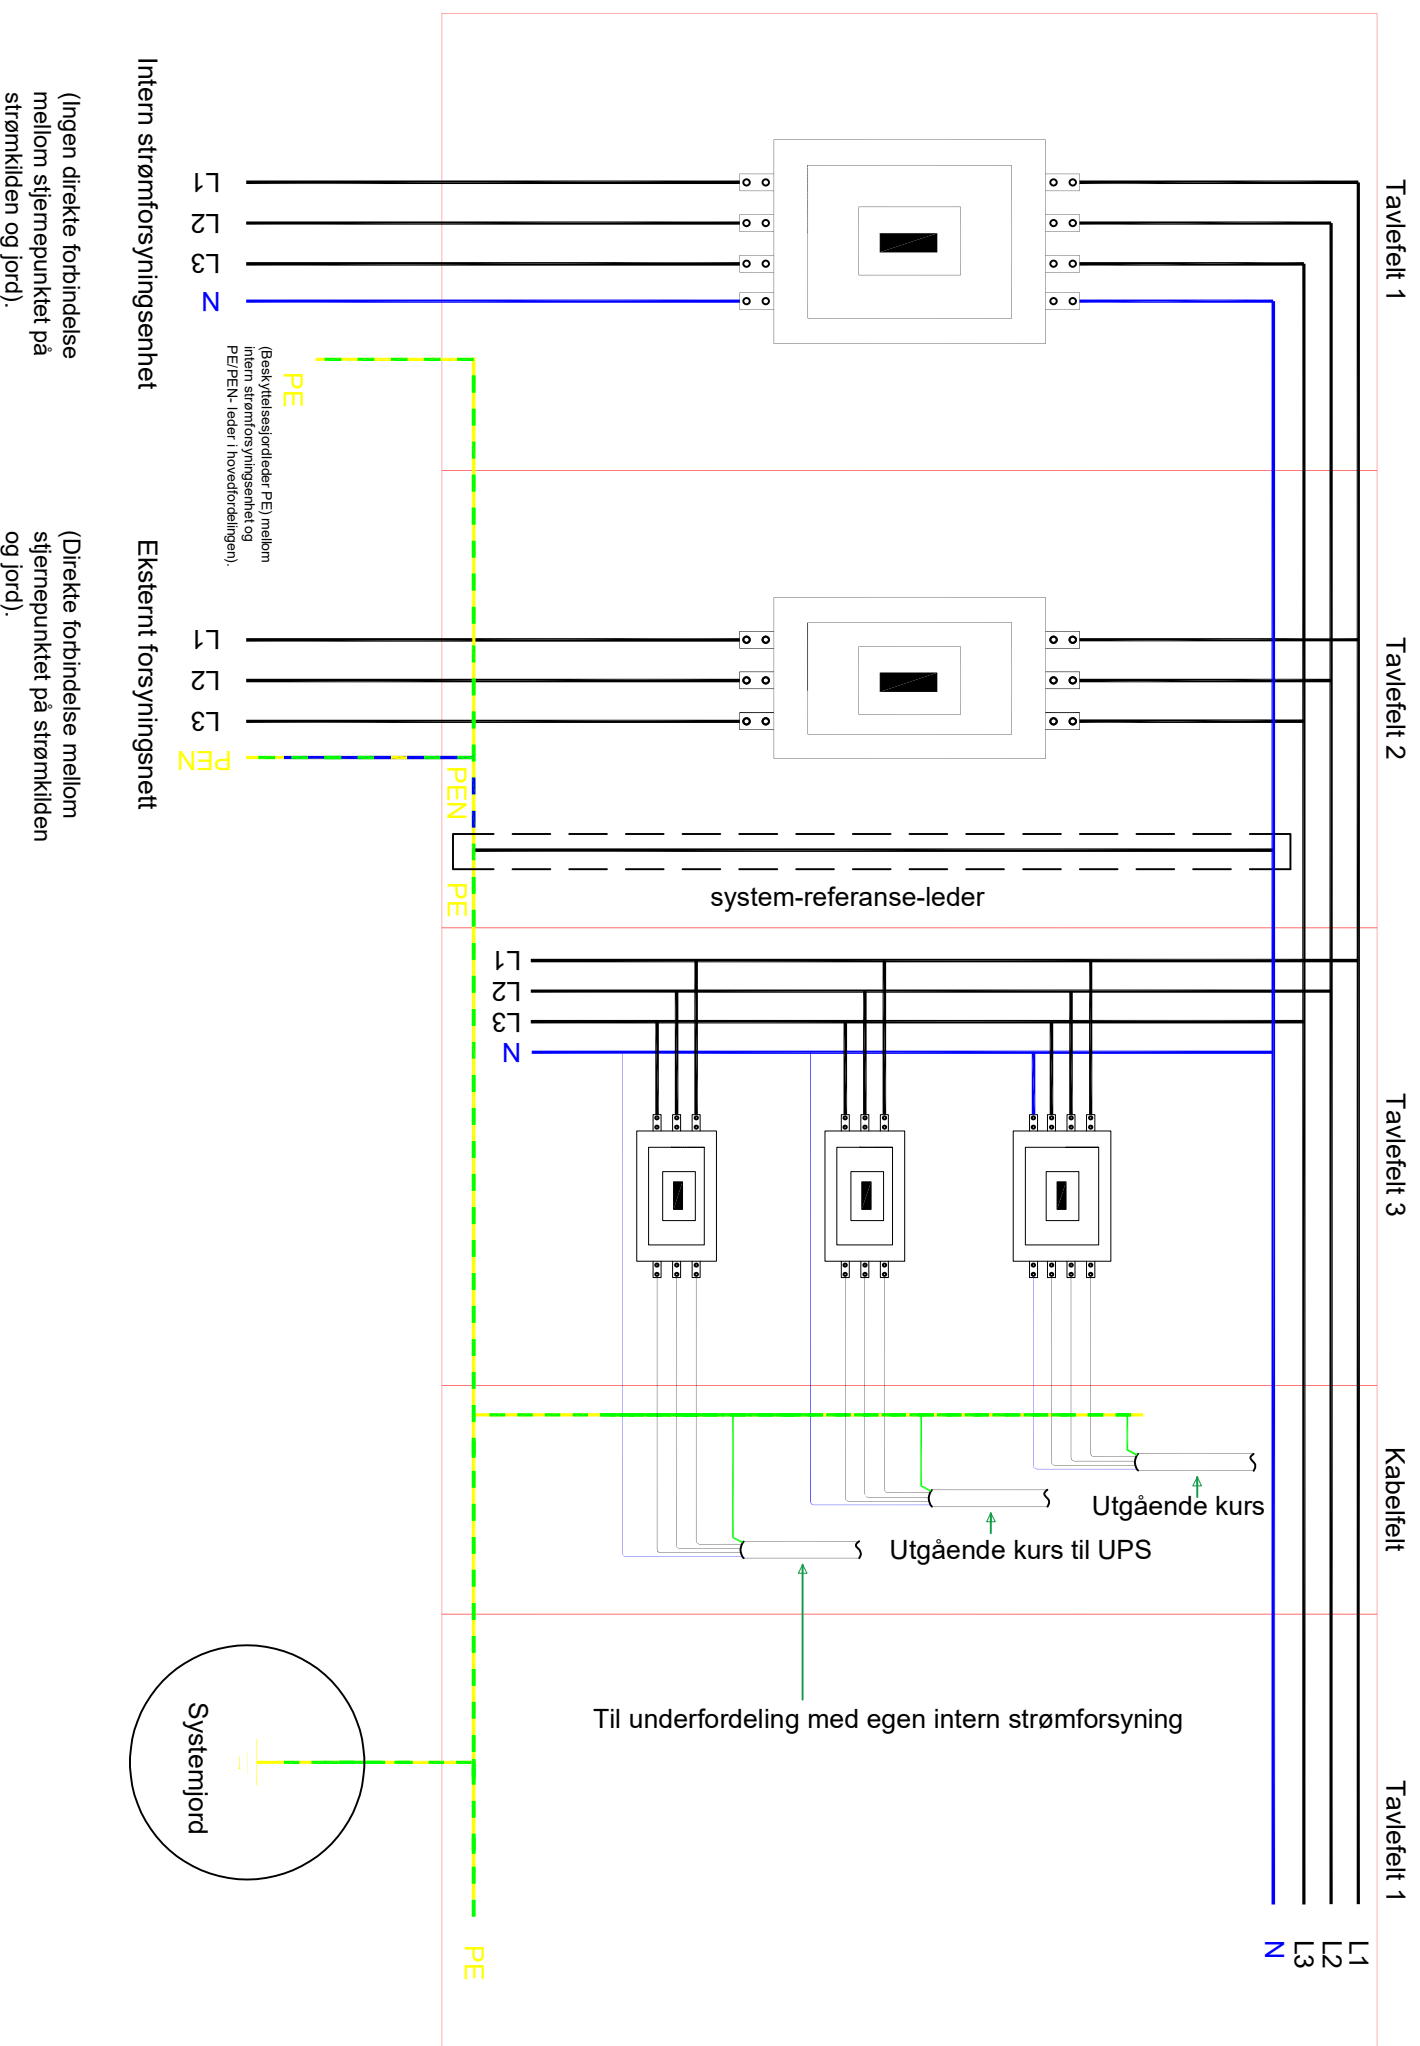 Tavlefelt 1
L1
L2
L3
N
Intern strømforsyningsenhet
(Ingen direkte forbindelse
mellom stjernepunktet på
strømkilden og jord).
PE
(Beskyttelsesjordleder PE) mellom
intern strømforsyningsenhet og
PE/PEN- leder i hovedfordelingen).
Tavlefelt 2
L1
L2
L3
PEN
Eksternt forsyningsnett
(Direkte forbindelse mellom
stjernepunktet på strømkilden
og jord).
PEN
system-referanse-leder
PE
Tavlefelt 3
L1
L2
L3
N
Kabelfelt
Utgående kurs
Utgående kurs til UPS
Til underfordeling med egen intern strømforsyning
Systemjord
Tavlefelt 1
PE
N
L3
L2
L1